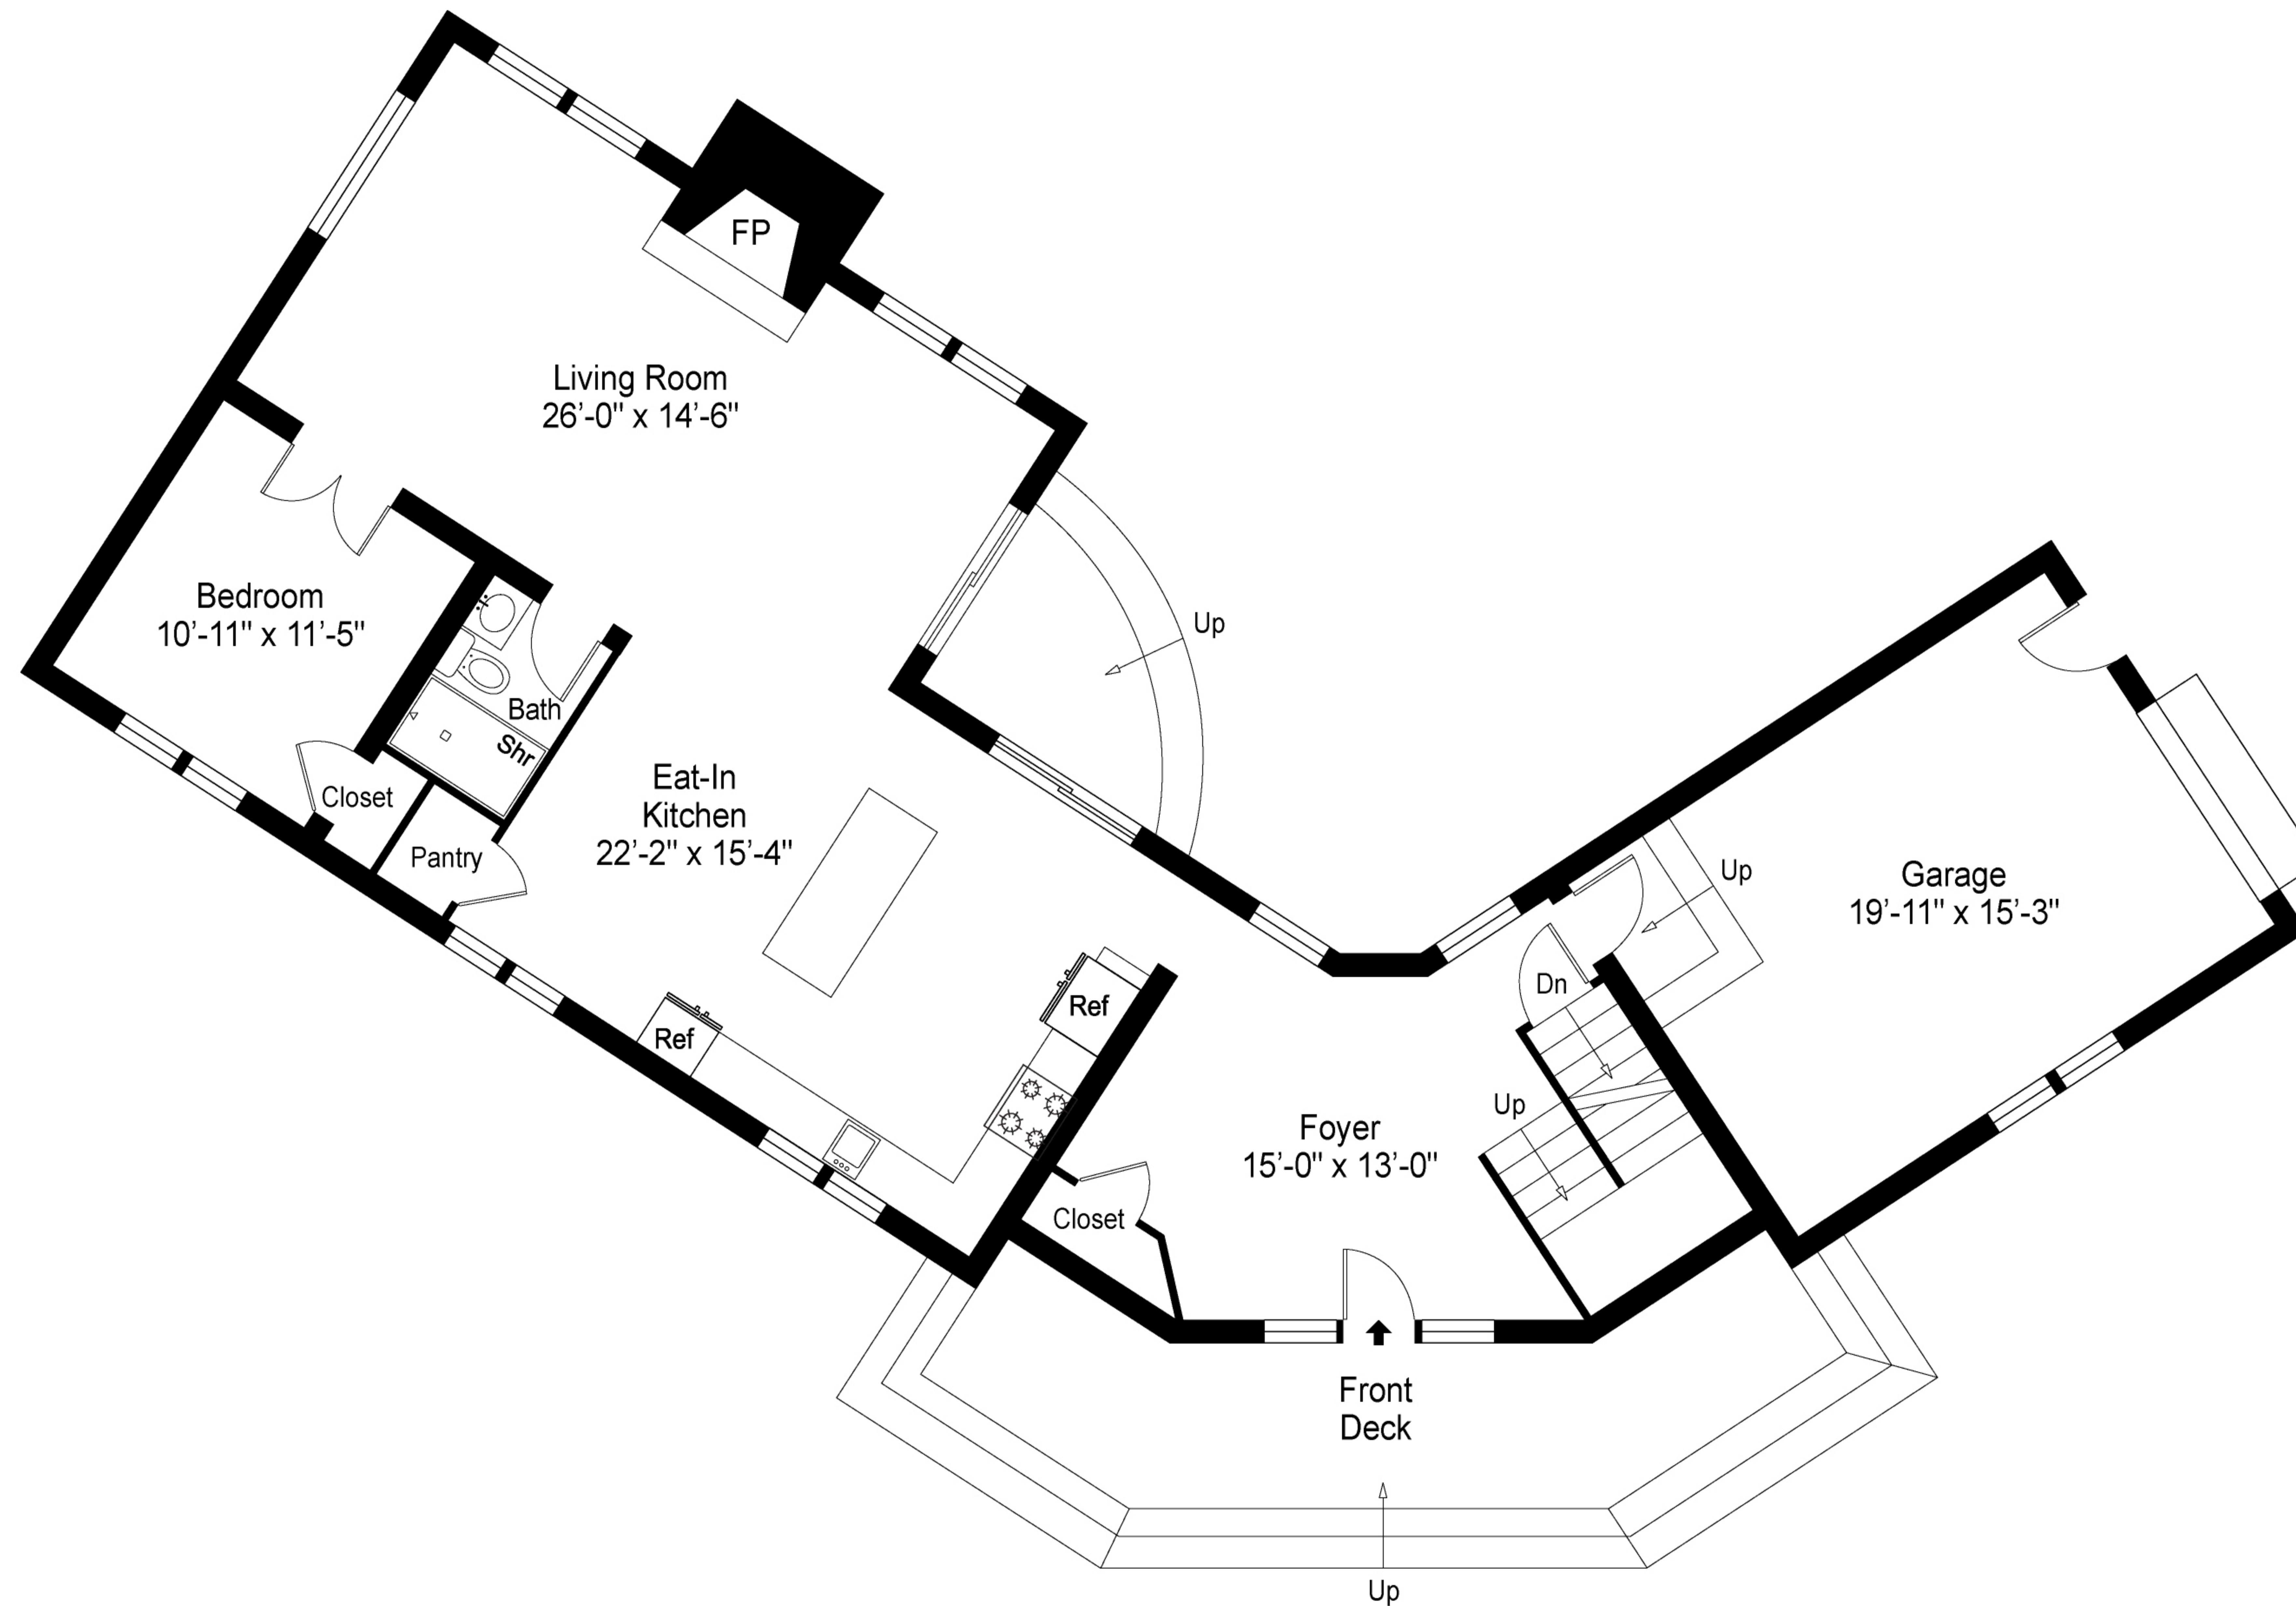 FP
Living Room
26’-0" x 14’-6"
Up
Bedroom
10’-11" x 11’-5"
Bath
Shr
Eat-In
Kitchen
22’-2" x 15’-4"
Closet
Pantry
Up
Garage
19’-11" x 15’-3"
Dn
Ref
Ref
Up
Foyer
15’-0" x 13’-0"
Closet
Front
Deck
Up